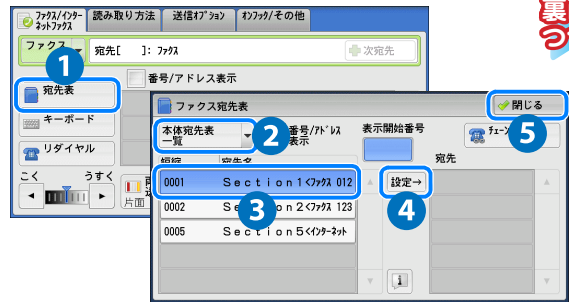 ファクス/インター
ネットファクス
読み取り方法
送信オプション
オンフック/その他
裏
ファクス
宛先[ ]: ファクス
次宛先
1
番号/アドレス表示
宛先表
キーボード
リダイヤル
こく うすく
片面
ファクス宛先表
閉じる
本体宛先表
一覧
2
番号/アドレス
表示
表示開始番号
5
短縮
宛先名
宛先
0001 Section1<ファクス 012
設定→
3
4
0002 Section2<ファクス 123
0005 Section5<インターネット